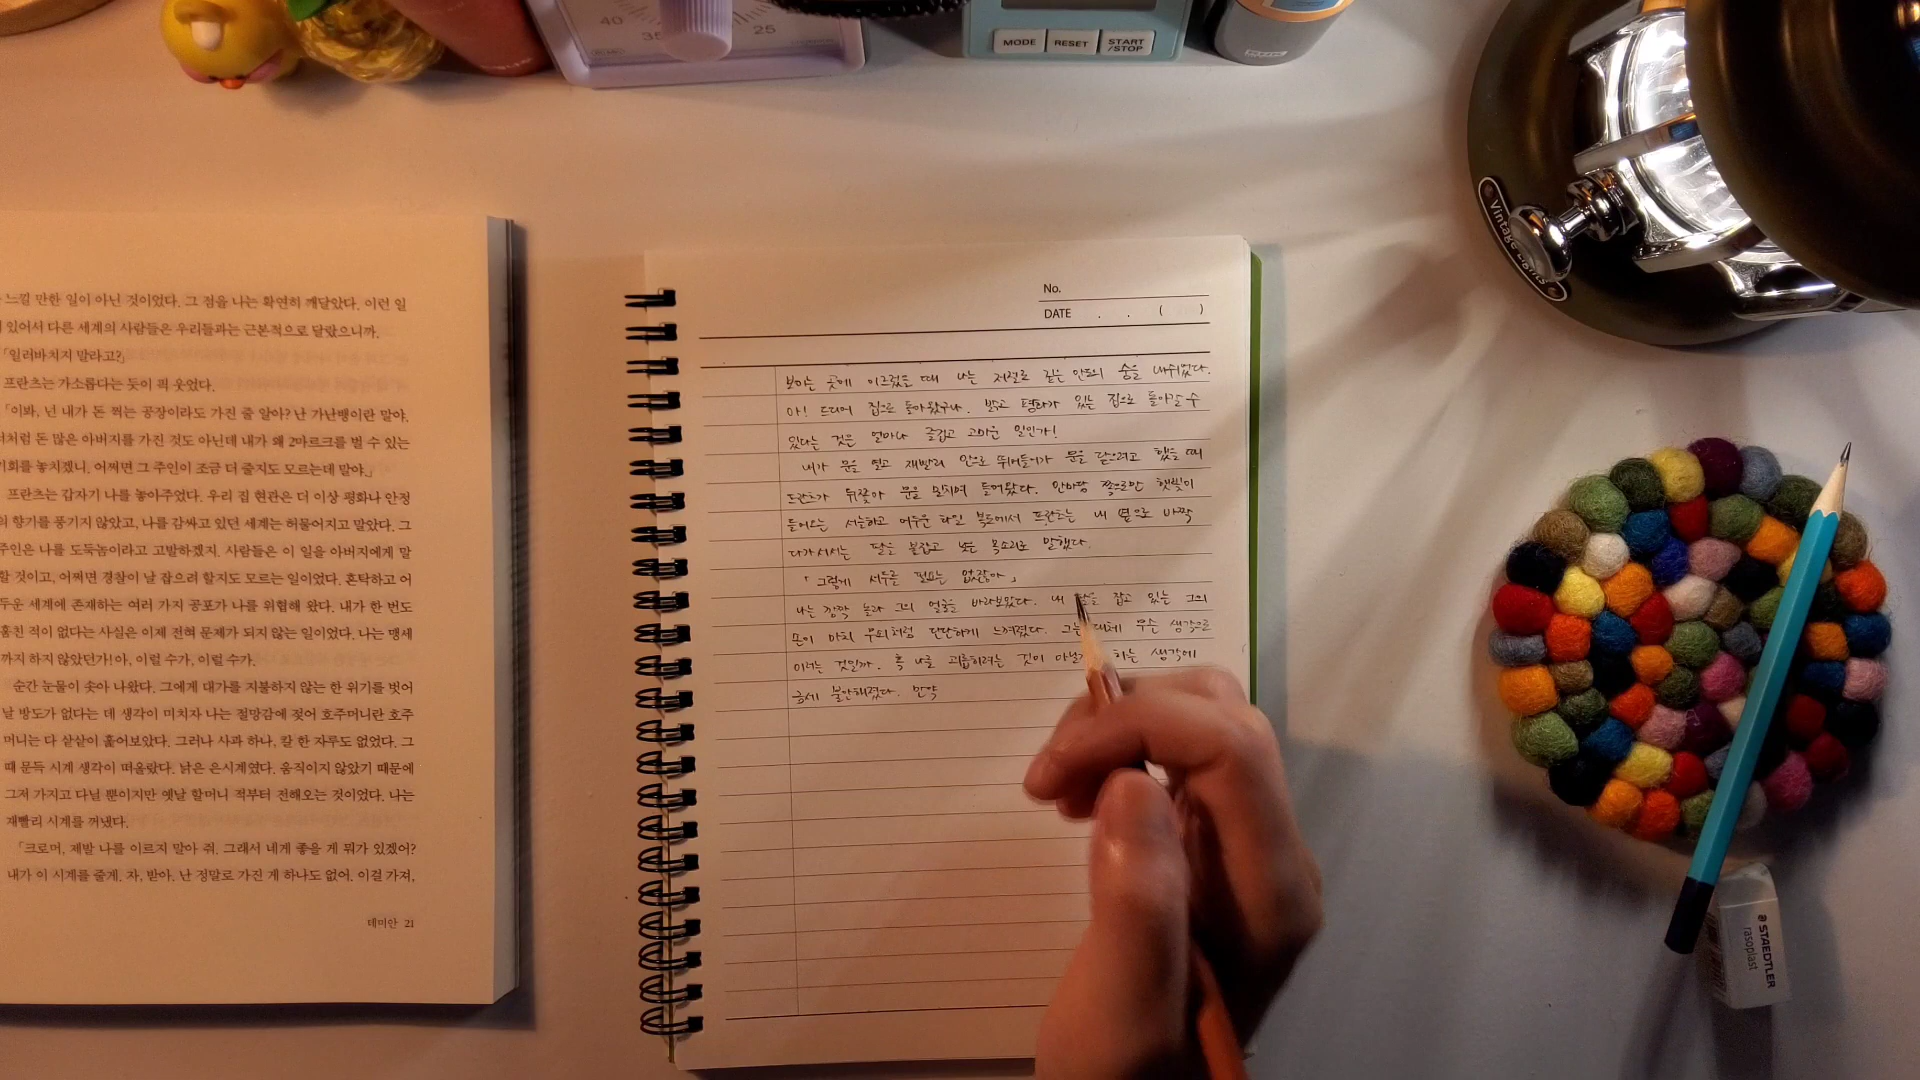 40
35
25
MODE
RESET
START
/STOP
Vintage Lights
느낄 만한 일이 아닌 것이었다. 그 점을 나는 확연히 깨달았다. 이런 일
있어서 다른 세계의 사람들은 우리들과는 근본적으로 달랐으니까.
「일러바치지 말라고?」
프란츠는 가소롭다는 듯이 픽 웃었다.
「이봐, 넌 내가 돈 찍는 공장이라도 가진 줄 알아? 난 가난뱅이란 말야.
너처럼 돈 많은 아버지를 가진 것도 아닌데 내가 왜 2마르크를 벌 수 있는
기회를 놓치겠니. 어쩌면 그 주인이 조금 더 줄지도 모르는데 말야.」
프란츠는 갑자기 나를 놓아주었다. 우리 집 현관은 더 이상 평화나 안정
의 향기를 풍기지 않았고, 나를 감싸고 있던 세계는 허물어지고 말았다. 그
주인은 나를 도둑놈이라고 고발하겠지. 사람들은 이 일을 아버지에게 말
할 것이고, 어쩌면 경찰이 날 잡으려 할지도 모르는 일이었다. 혼탁하고 어
두운 세계에 존재하는 여러 가지 공포가 나를 위협해 왔다. 내가 한 번도
훔친 적이 없다는 사실은 이제 전혀 문제가 되지 않는 일이었다. 나는 맹세
까지 하지 않았던가! 아, 이럴 수가, 이럴 수가.
순간 눈물이 솟아 나왔다. 그에게 대가를 지불하지 않는 한 위기를 벗어
날 방도가 없다는 데 생각이 미치자 나는 절망감에 젖어 호주머니란 호주
머니는 다 샅샅이 훑어보았다. 그러나 사과 하나, 칼 한 자루도 없었다. 그
때 문득 시계 생각이 떠올랐다. 낡은 은시계였다. 움직이지 않았기 때문에
그저 가지고 다닐 뿐이지만 옛날 할머니 적부터 전해오는 것이었다. 나는
재빨리 시계를 꺼냈다.
「크로머, 제발 나를 이르지 말아 줘. 그래서 네게 좋을 게 뭐가 있겠어?
내가 이 시계를 줄게. 자, 받아. 난 정말로 가진 게 하나도 없어. 이걸 가져,
데미안 21
No.
DATE . . ( )
보이는 곳에 이르렀을 때 나는 저절로 깊은 안도의 숨을 내쉬었다.
아! 드디어 집으로 돌아왔구나. 밝고 평화가 있는 집으로 돌아갈 수
있다는 것은 얼마나 즐겁고 고마운 일인가!
내가 문을 열고 재빨리 안으로 뛰어들어가 문을 닫으려고 했을 때
프란츠가 뒤쫓아 문을 밀치며 들어왔다. 안마당 쪽으로만 햇빛이
들어오는 서늘하고 어두운 타일 복도에서 프란츠는 내 옆으로 바짝
다가서서는 팔을 붙잡고 낮은 목소리로 말했다.
「그렇게 서두를 필요는 없잖아」
나는 깜짝 놀라 그의 얼굴을 바라보았다. 내 팔을 잡고 있는 그의
손이 마치 무쇠처럼 단단하게 느껴졌다. 그는 대체 무슨 생각으로
이러는 것일까. 혹 나를 괴롭히려는 것이 아닐까 하는 생각에
금세 불안해졌다. 만약
STAEDTLER
rasoplast